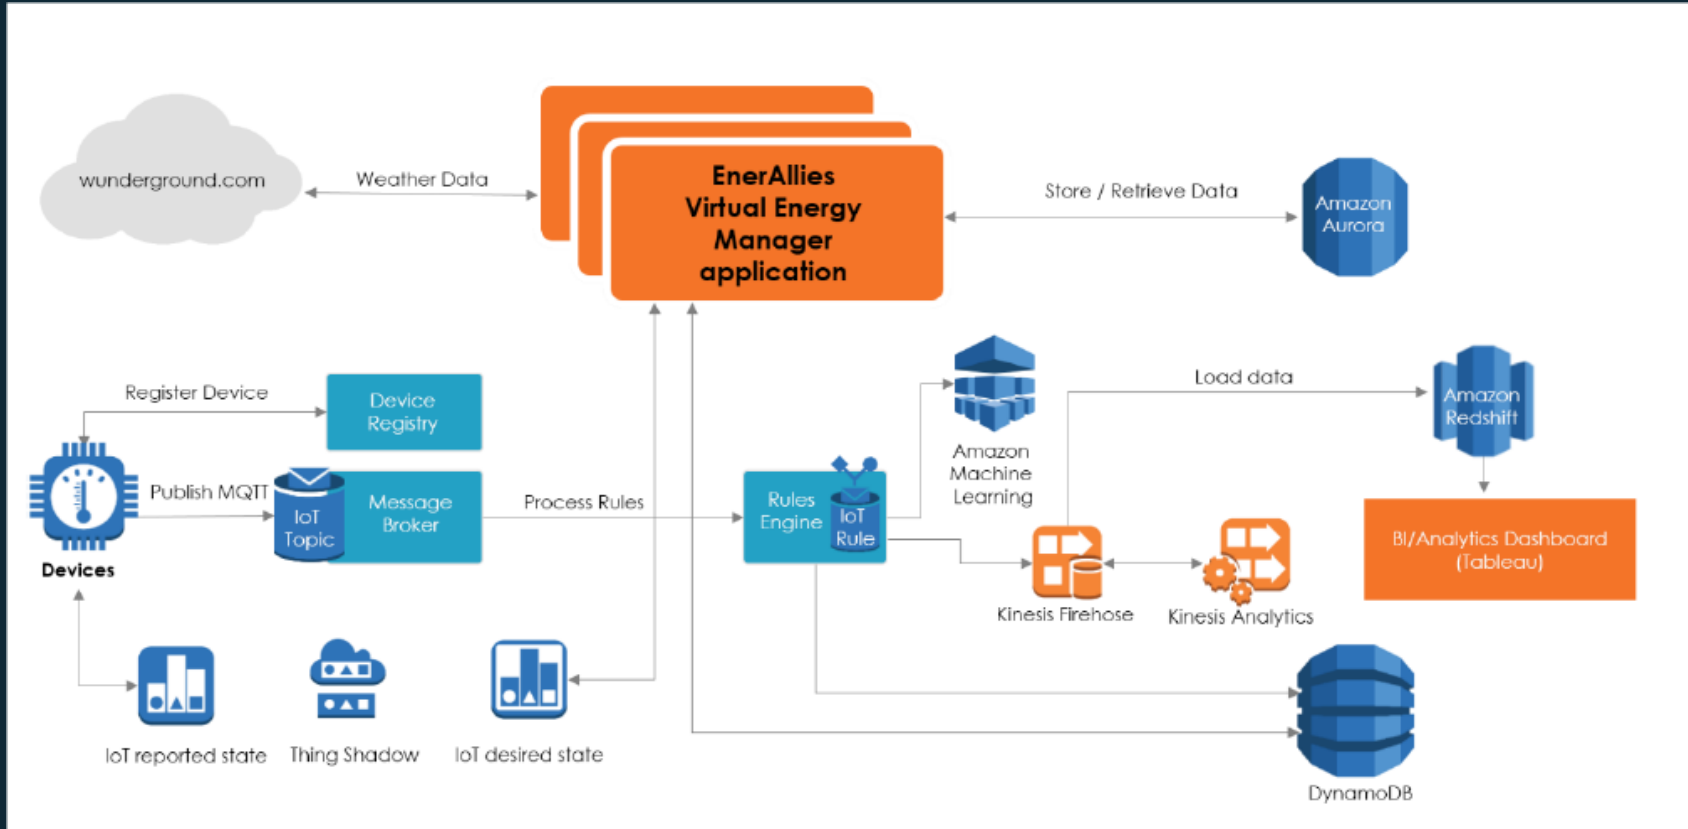 wunderground.com
Weather Data
EnerAllies
Virtual Energy
Manager
application
Store / Retrieve Data
Amazon
Aurora
Register Device
Device
Registry
Publish MQTT
IoT
Topic
Message
Broker
Process Rules
Rules
Engine
IoT
Rule
Amazon
Machine
Learning
Load data
Amazon
Redshift
BI/Analytics Dashboard
(Tableau)
Kinesis Firehose
Kinesis Analytics
Devices
IoT reported state
Thing Shadow
IoT desired state
DynamoDB